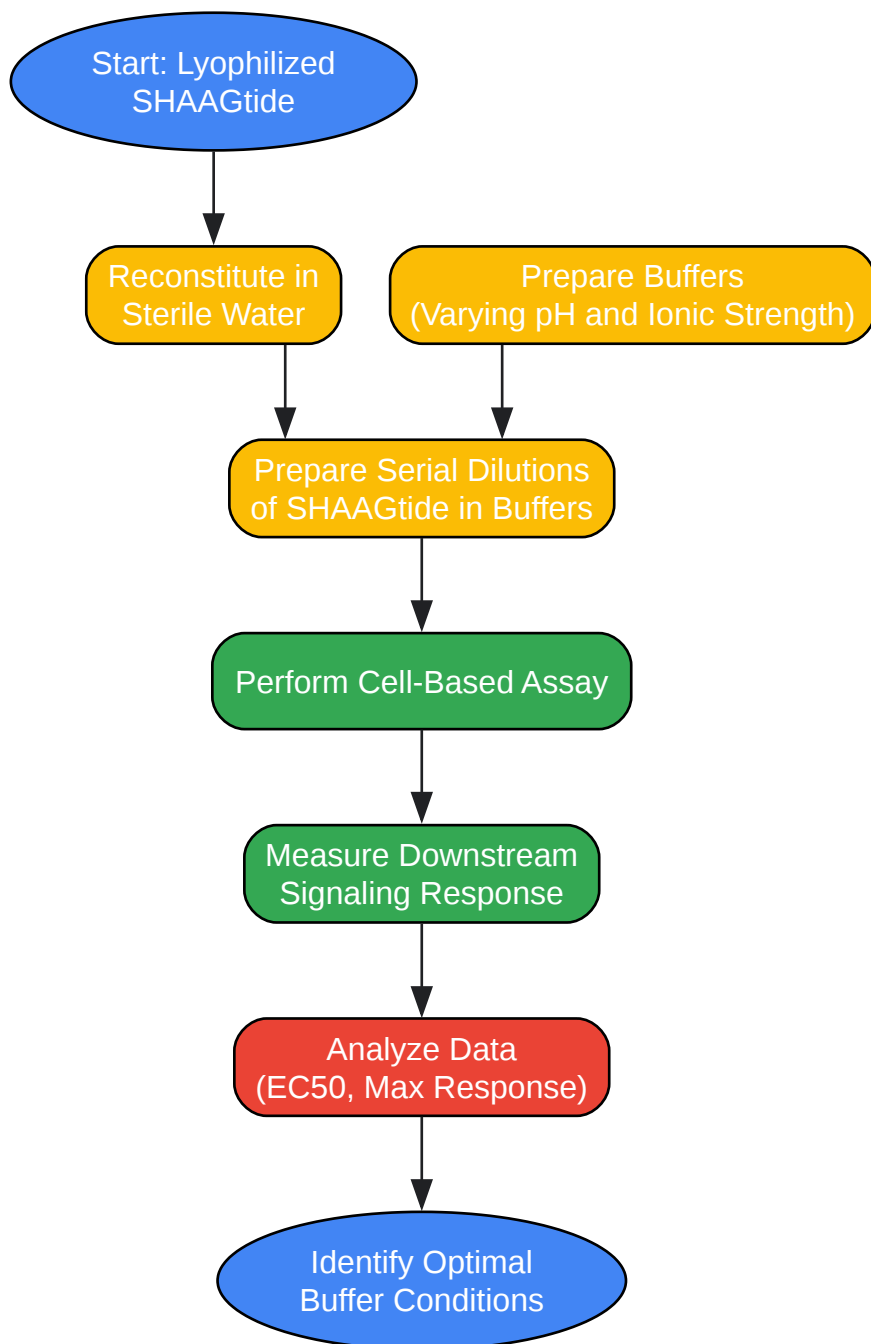 Start: Lyophilized
SHAAGtide
Reconstitute in
Sterile Water
Prepare Buffers
(Varying pH and Ionic Strength)
Prepare Serial Dilutions
of SHAAGtide in Buffers
Perform Cell-Based Assay
Measure Downstream
Signaling Response
Analyze Data
(EC50, Max Response)
Identify Optimal
Buffer Conditions